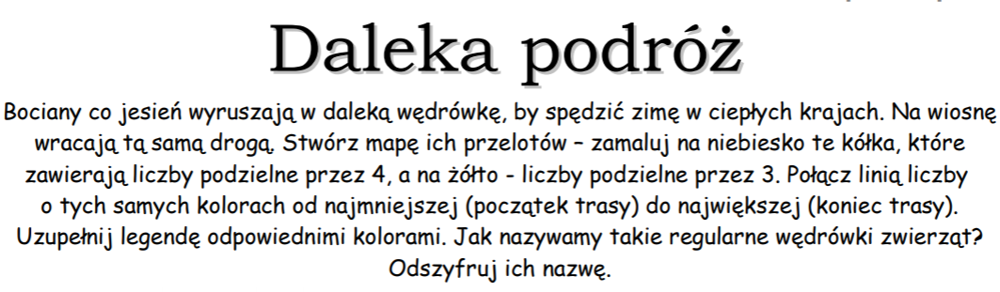 Daleka podróż
Bociany co jesień wyruszają w daleką wędrówkę, by spędzić zimę w ciepłych krajach. Na wiosnę
wracają tą samą drogą. Stwórz mapę ich przelotów – zamaluj na niebiesko te kółka, które
zawierają liczby podzielne przez 4, a na żółto - liczby podzielne przez 3. Połącz linią liczby
o tych samych kolorach od najmniejszej (początek trasy) do największej (koniec trasy).
Uzupełnij legendę odpowiednimi kolorami. Jak nazywamy takie regularne wędrówki zwierząt?
Odszyfruj ich nazwę.